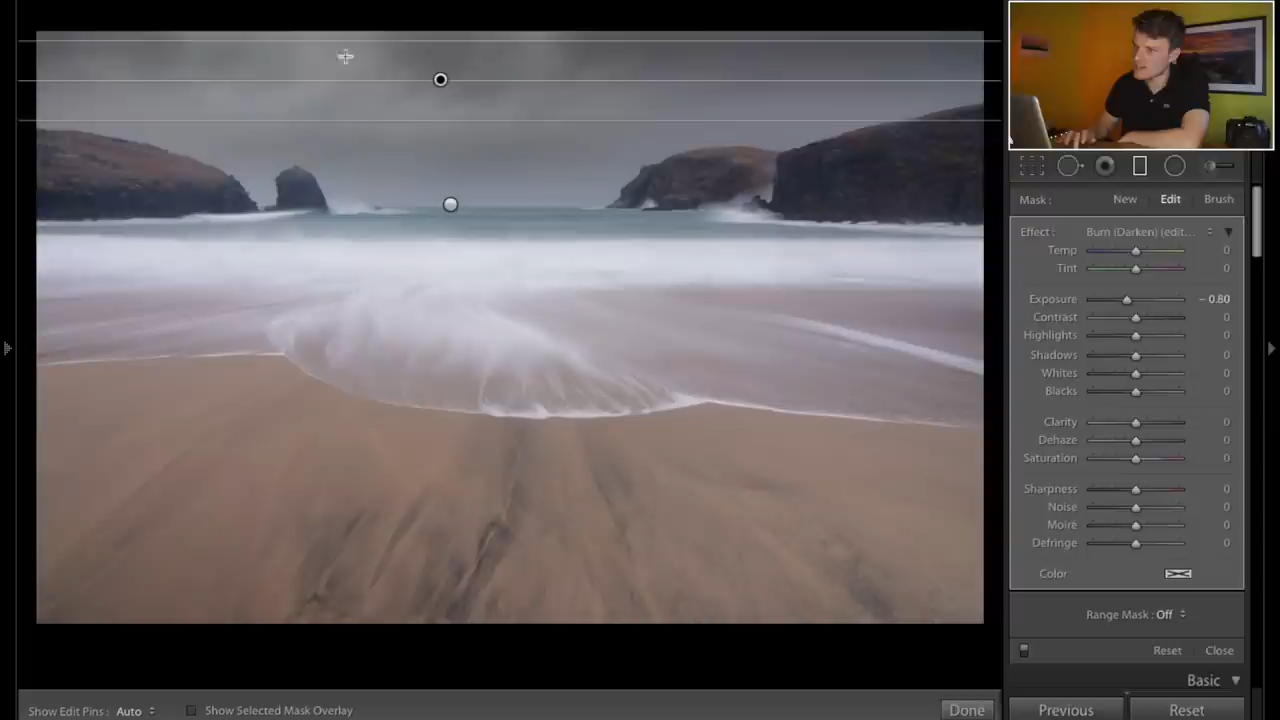 Mask : New Edit Brush
Effect : Burn (Darken) (edit...
Temp 0
Tint 0
Exposure – 0.80
Contrast 0
Highlights 0
Shadows 0
Whites 0
Blacks 0
Clarity 0
Dehaze 0
Saturation 0
Sharpness 0
Noise 0
Moiré 0
Defringe 0
Color
Range Mask : Off
Reset Close
Basic
Show Edit Pins : Auto Show Selected Mask Overlay Done
Previous Reset